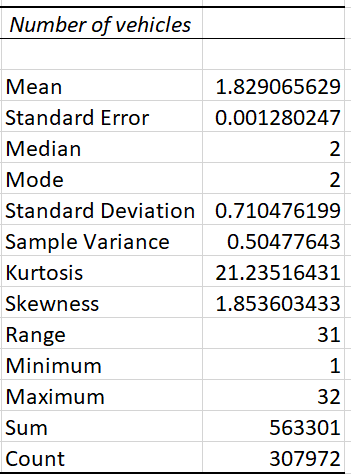 Number of vehicles
Mean 1.829065629
Standard Error 0.001280247
Median 2
Mode 2
Standard Deviation 0.710476199
Sample Variance 0.50477643
Kurtosis 21.23516431
Skewness 1.853603433
Range 31
Minimum 1
Maximum 32
Sum 563301
Count 307972